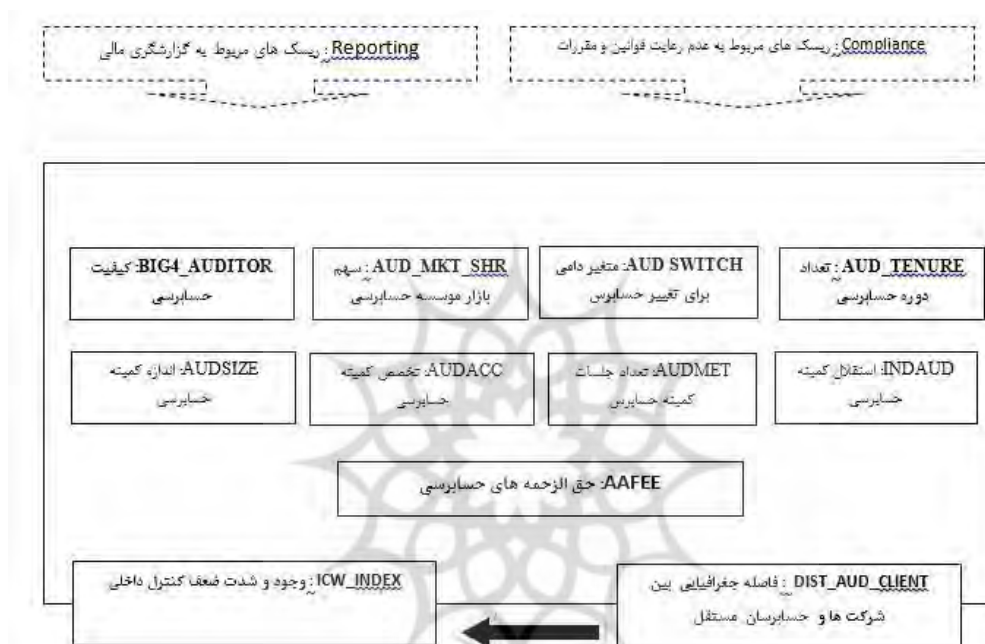 Compliance: ریسک های مربوط به عدم رعایت قوانین و مقررات
Reporting: ریسک های مربوط به گزارشگری مالی
AUD_TENURE: تعداد
دوره حسابرسی
AUD SWITCH: متغیر دامی
برای تغییر حسابرس
AUD_MKT_SHR: سهم
بازار موسسه حسابرسی
BIG4_AUDITOR: کیفیت
حسابرسی
INDAUD: استقلال کمیته
حسابرسی
AUDMET: تعداد جلسات
کمیته حسابرس
AUDACC: تخصص کمیته
حسابرسی
AUDSIZE: اندازه کمیته
حسابرسی
AAFEE: حق الزحمه های حسابرسی
DIST_AUD_CLIENT : فاصله جغرافیایی بین
شرکت ها و حسابرسان مستقل
ICW_INDEX: وجود و شدت ضعف کنترل داخلی